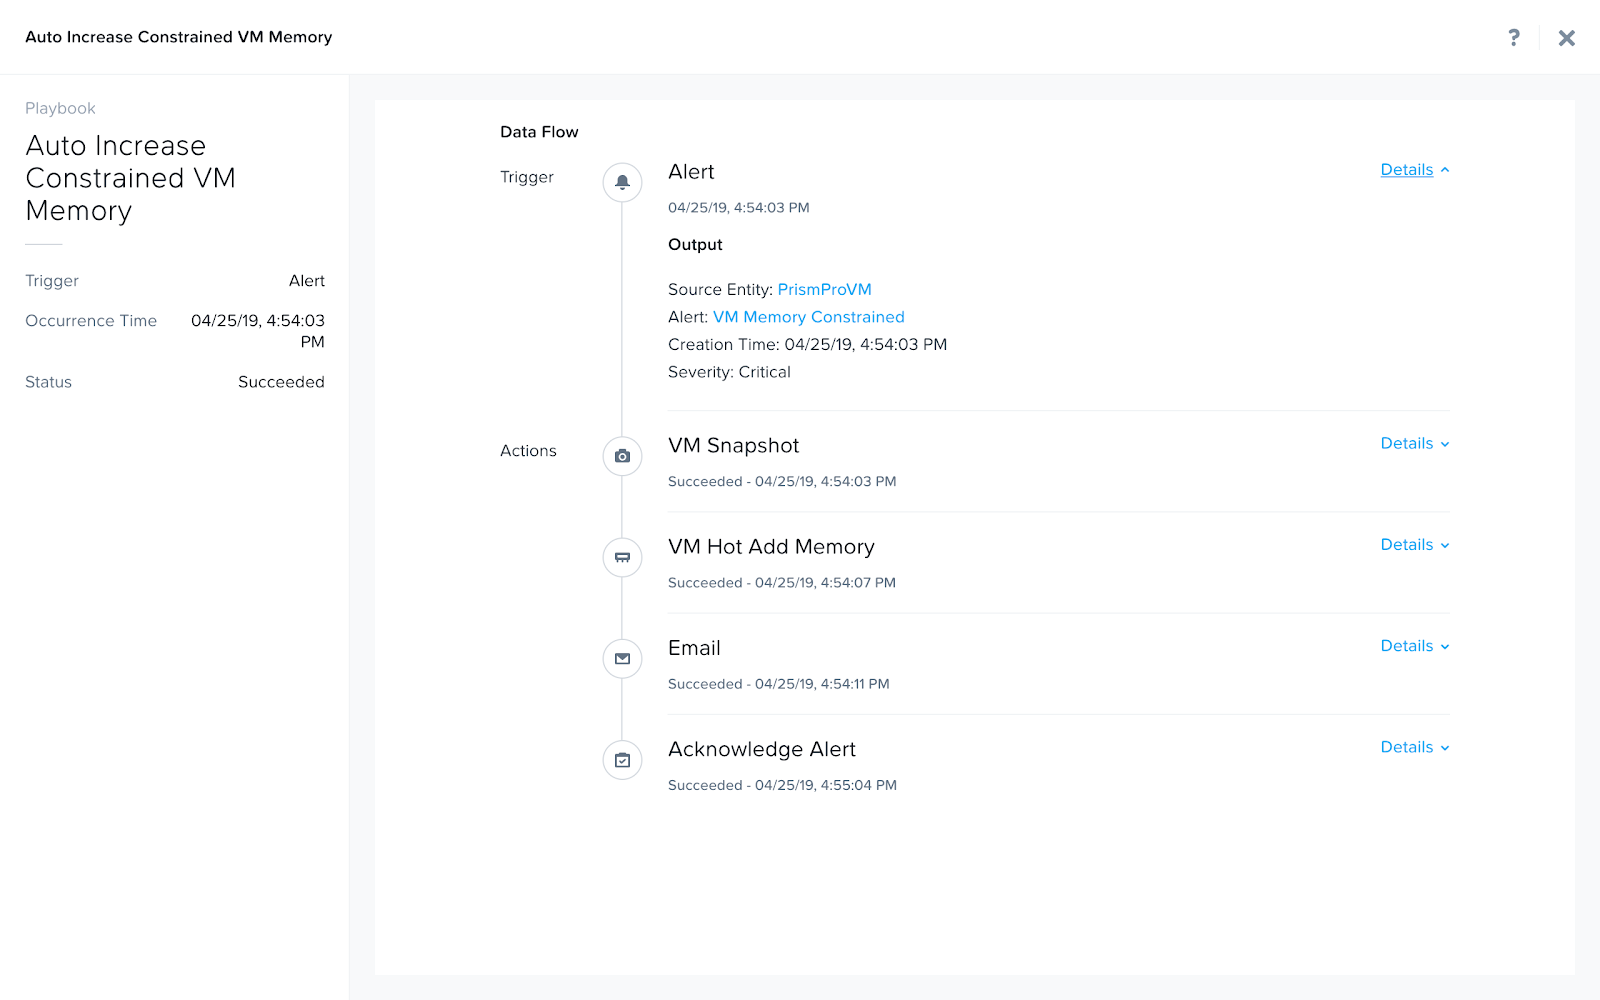 Auto Increase Constrained VM Memory
?
Playbook
Auto Increase
Constrained VM
Memory
Trigger Alert
Occurrence Time 04/25/19, 4:54:03
PM
Status Succeeded
Data Flow
Trigger
Alert
Details
04/25/19, 4:54:03 PM
Output
Source Entity: PrismProVM
Alert: VM Memory Constrained
Creation Time: 04/25/19, 4:54:03 PM
Severity: Critical
Actions
VM Snapshot
Details
Succeeded - 04/25/19, 4:54:03 PM
VM Hot Add Memory
Details
Succeeded - 04/25/19, 4:54:07 PM
Email
Details
Succeeded - 04/25/19, 4:54:11 PM
Acknowledge Alert
Details
Succeeded - 04/25/19, 4:55:04 PM